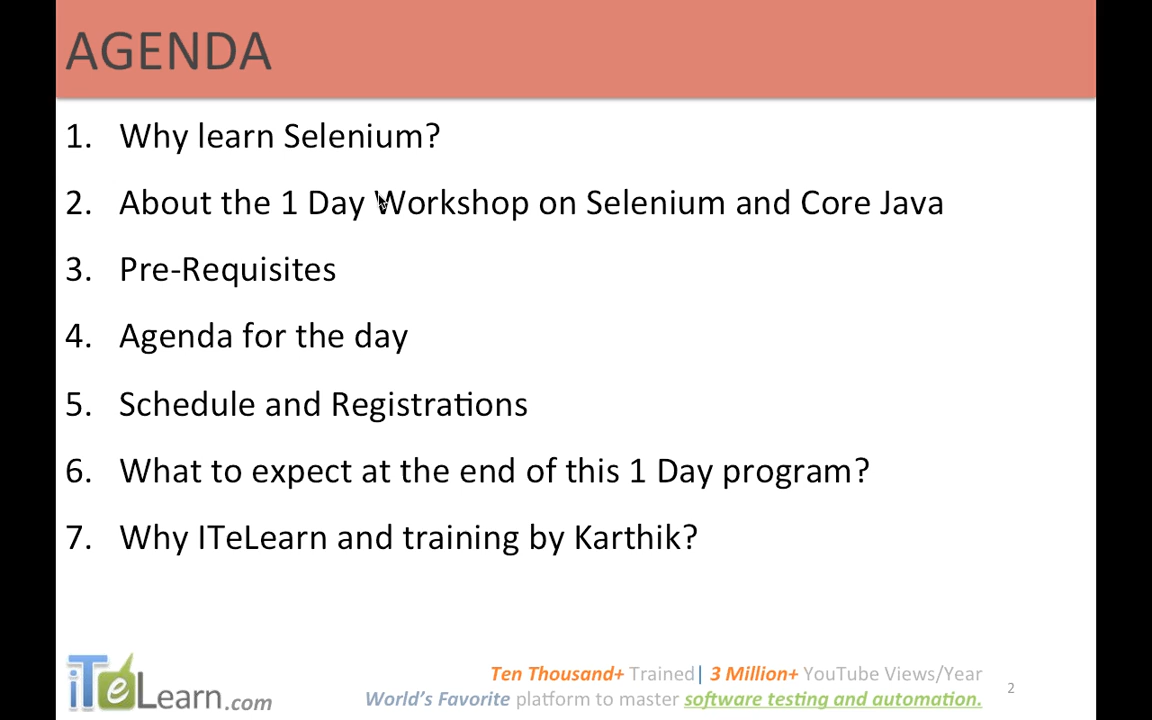 AGENDA
1. Why learn Selenium?
2. About the 1 Day Workshop on Selenium and Core Java
3. Pre-Requisites
4. Agenda for the day
5. Schedule and Registrations
6. What to expect at the end of this 1 Day program?
7. Why ITeLearn and training by Karthik?
iTeLearn.com
Ten Thousand+ Trained| 3 Million+ YouTube Views/Year
World's Favorite platform to master software testing and automation.
2